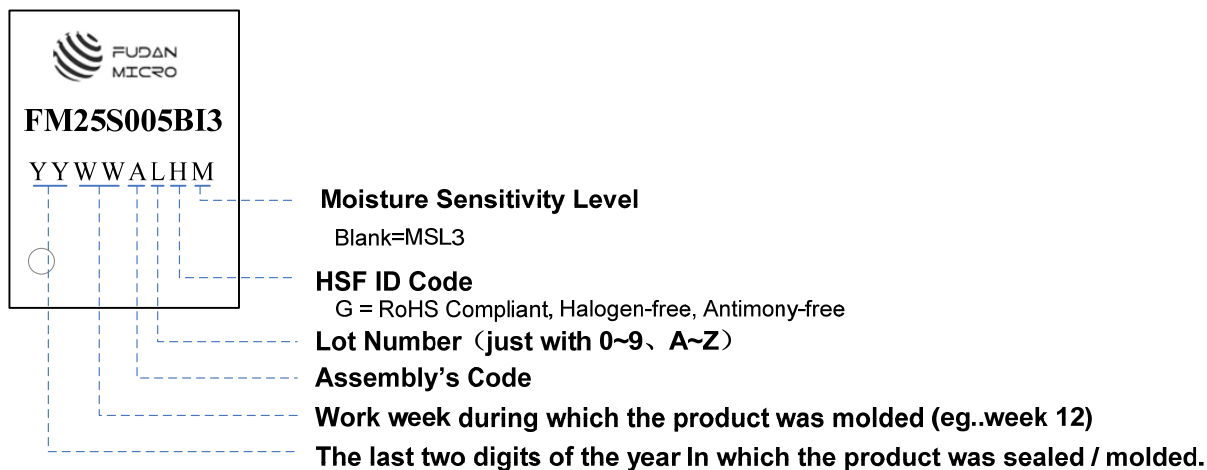 FUDAN
MICRO
FM25S005BI3
YYWWALHM
Moisture Sensitivity Level
Blank=MSL3
HSF ID Code
G = RoHS Compliant, Halogen-free, Antimony-free
Lot Number（just with 0~9、A~Z）
Assembly's Code
Work week during which the product was molded (eg..week 12)
The last two digits of the year In which the product was sealed / molded.